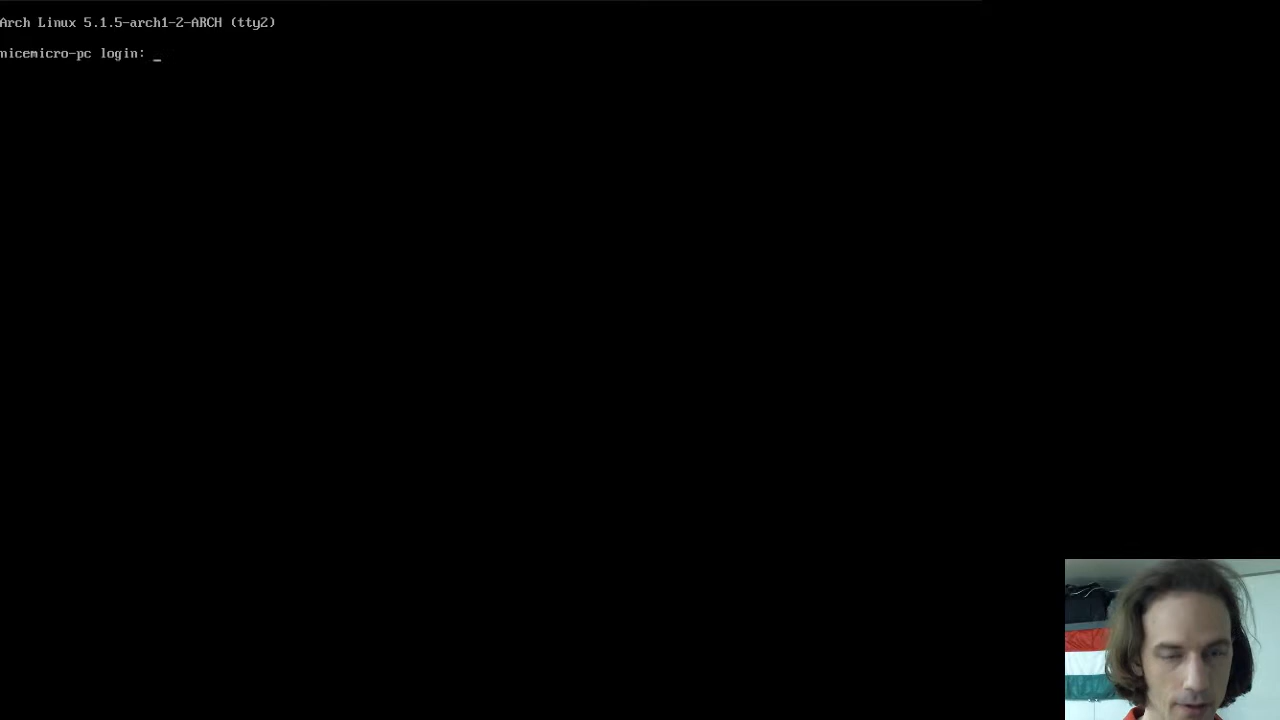 Arch Linux 5.1.5-arch1-2-ARCH (tty2)
nicemicro-pc login: _